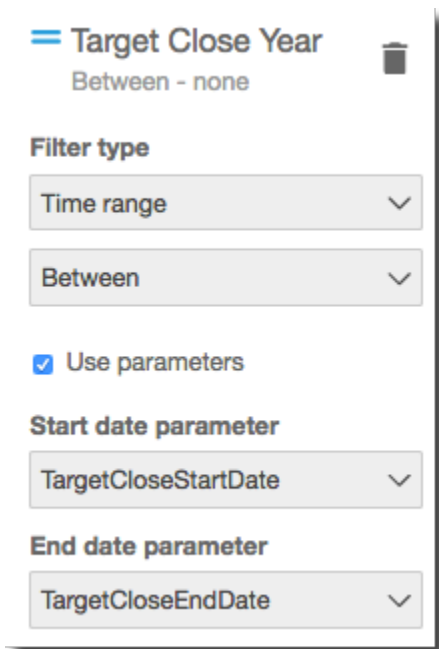 Target Close Year
Between - none
Filter type
Time range
Between
Use parameters
Start date parameter
TargetCloseStartDate
End date parameter
TargetCloseEndDate